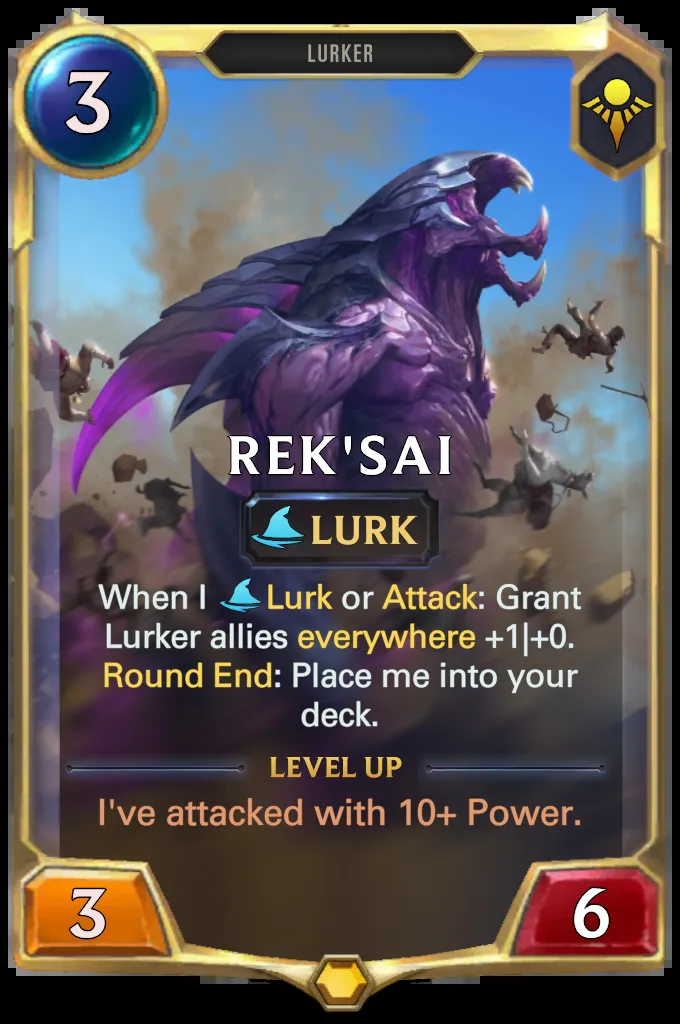 LURKER
3
REK'SAI
LURK
When I Lurk or Attack: Grant
Lurker allies everywhere +1|+0.
Round End: Place me into your
deck.
LEVEL UP
I've attacked with 10+ Power.
3
6